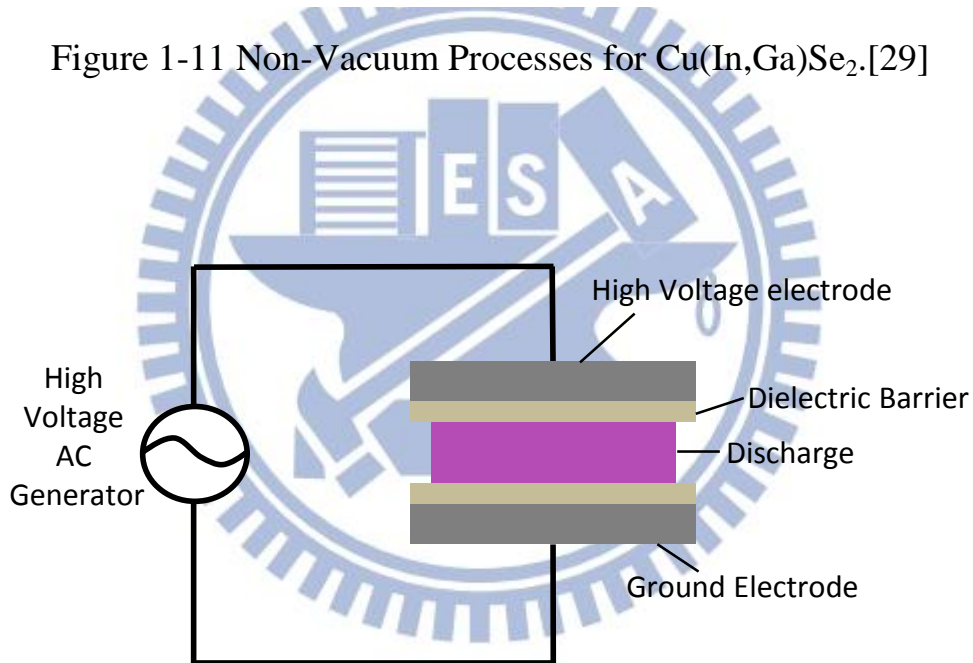 Figure 1-11 Non-Vacuum Processes for Cu(In,Ga)Se₂.[29]
E S A
High Voltage electrode
High
Voltage
AC
Generator
Dielectric Barrier
Discharge
Ground Electrode